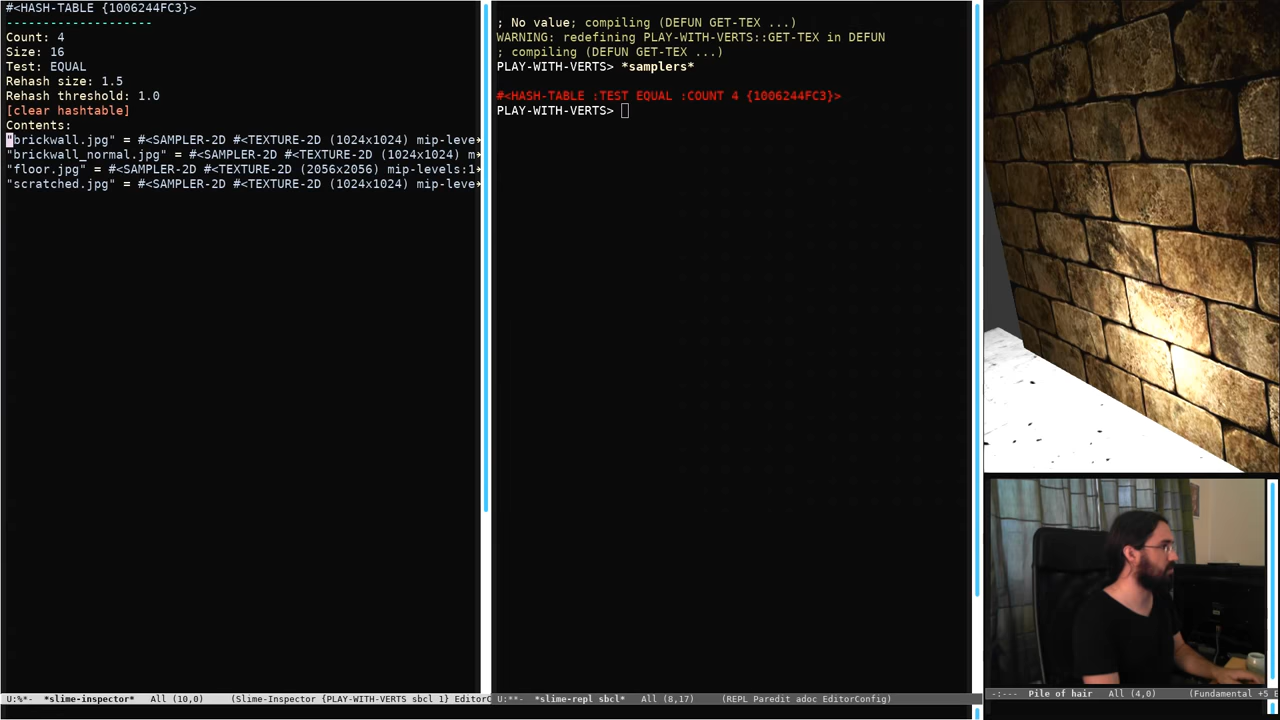 #<HASH-TABLE {1006244FC3}>
--------------------
Count: 4
Size: 16
Test: EQUAL
Rehash size: 1.5
Rehash threshold: 1.0
[clear hashtable]
Contents:
"brickwall.jpg" = #<SAMPLER-2D #<TEXTURE-2D (1024x1024) mip-leve
"brickwall_normal.jpg" = #<SAMPLER-2D #<TEXTURE-2D (1024x1024) m
"floor.jpg" = #<SAMPLER-2D #<TEXTURE-2D (2056x2056) mip-levels:1
"scratched.jpg" = #<SAMPLER-2D #<TEXTURE-2D (1024x1024) mip-leve
U:%*-  *slime-inspector*   All (10,0)     (Slime-Inspector {PLAY-WITH-VERTS sbcl 1} EditorC
; No value; compiling (DEFUN GET-TEX ...)
WARNING: redefining PLAY-WITH-VERTS::GET-TEX in DEFUN
; compiling (DEFUN GET-TEX ...)
PLAY-WITH-VERTS> *samplers*
#<HASH-TABLE :TEST EQUAL :COUNT 4 {1006244FC3}>
PLAY-WITH-VERTS>
U:**-  *slime-repl sbcl*   All (8,17)     (REPL Paredit adoc EditorConfig)
-:---  Pile of hair   All (4,0)      (Fundamental +5 E